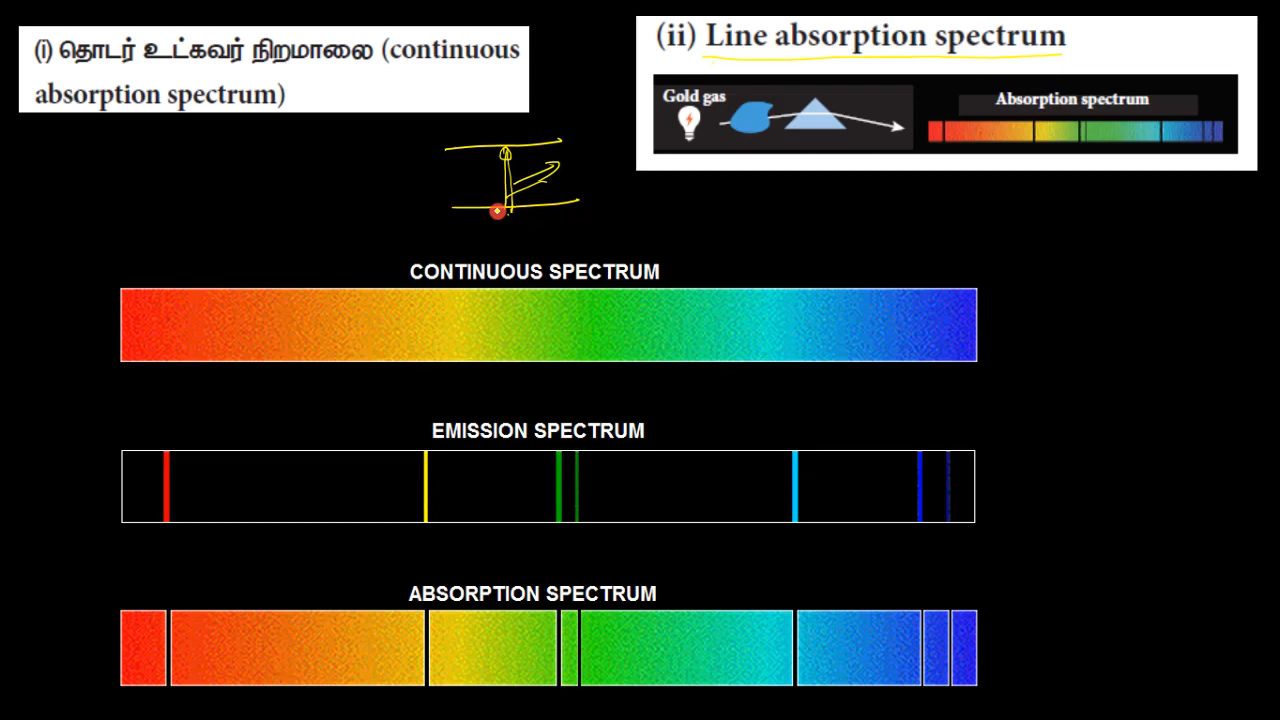 (i) தொடர் உட்கவர் நிறமாலை (continuous
absorption spectrum)
(ii) Line absorption spectrum
Gold gas
Absorption spectrum
CONTINUOUS SPECTRUM
EMISSION SPECTRUM
ABSORPTION SPECTRUM